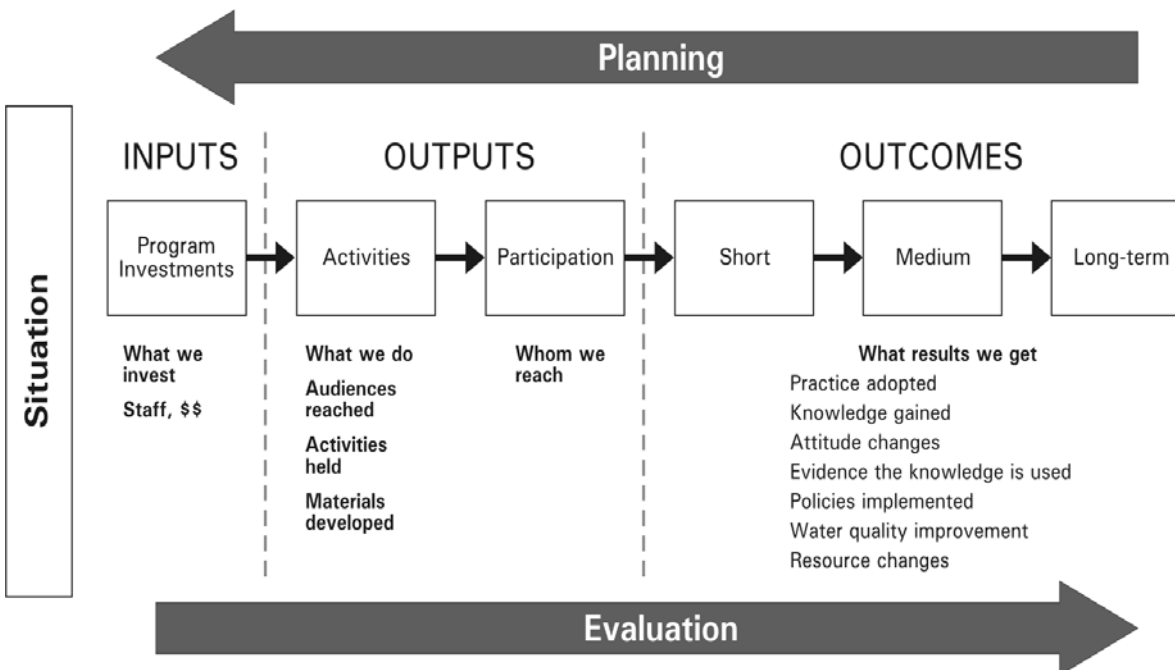 Planning
Situation
INPUTS
OUTPUTS
OUTCOMES
Program
Investments
Activities
Participation
Short
Medium
Long-term
What we
invest
Staff, $$
What we do
Audiences
reached
Activities
held
Materials
developed
Whom we
reach
What results we get
Practice adopted
Knowledge gained
Attitude changes
Evidence the knowledge is used
Policies implemented
Water quality improvement
Resource changes
Evaluation